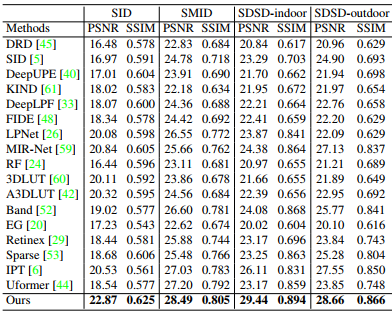 SID SMID SDSD-indoor SDSD-outdoor
Methods PSNR SSIM PSNR SSIM PSNR SSIM PSNR SSIM
DRD [45] 16.48 0.578 22.83 0.684 20.84 0.617 20.96 0.629
SID [5] 16.97 0.591 24.78 0.718 23.29 0.703 24.90 0.693
DeepUPE [40] 17.01 0.604 23.91 0.690 21.70 0.662 21.94 0.698
KIND [61] 18.02 0.583 22.18 0.634 21.95 0.672 21.97 0.654
DeepLPF [33] 18.07 0.600 24.36 0.688 22.21 0.664 22.76 0.658
FIDE [48] 18.34 0.578 24.42 0.692 22.41 0.659 22.20 0.629
LPNet [26] 20.08 0.598 26.55 0.772 23.87 0.841 22.09 0.629
MIR-Net [59] 20.84 0.605 25.66 0.762 24.38 0.864 27.13 0.837
RF [24] 16.44 0.596 23.11 0.681 20.97 0.655 21.21 0.689
3DLUT [60] 20.11 0.592 23.86 0.678 21.66 0.655 21.89 0.649
A3DLUT [42] 20.32 0.595 24.56 0.684 22.39 0.656 22.95 0.692
Band [52] 19.02 0.577 26.60 0.781 24.08 0.868 25.77 0.841
EG [20] 17.23 0.543 22.62 0.674 20.02 0.604 20.10 0.616
Retinex [29] 18.44 0.581 25.88 0.744 23.17 0.696 23.84 0.743
Sparse [53] 18.68 0.606 25.48 0.766 23.25 0.863 25.28 0.804
IPT [6] 20.53 0.561 27.03 0.783 26.11 0.831 27.55 0.850
Uformer [44] 18.54 0.577 27.20 0.792 23.17 0.859 23.85 0.748
Ours 22.87 0.625 28.49 0.805 29.44 0.894 28.66 0.866